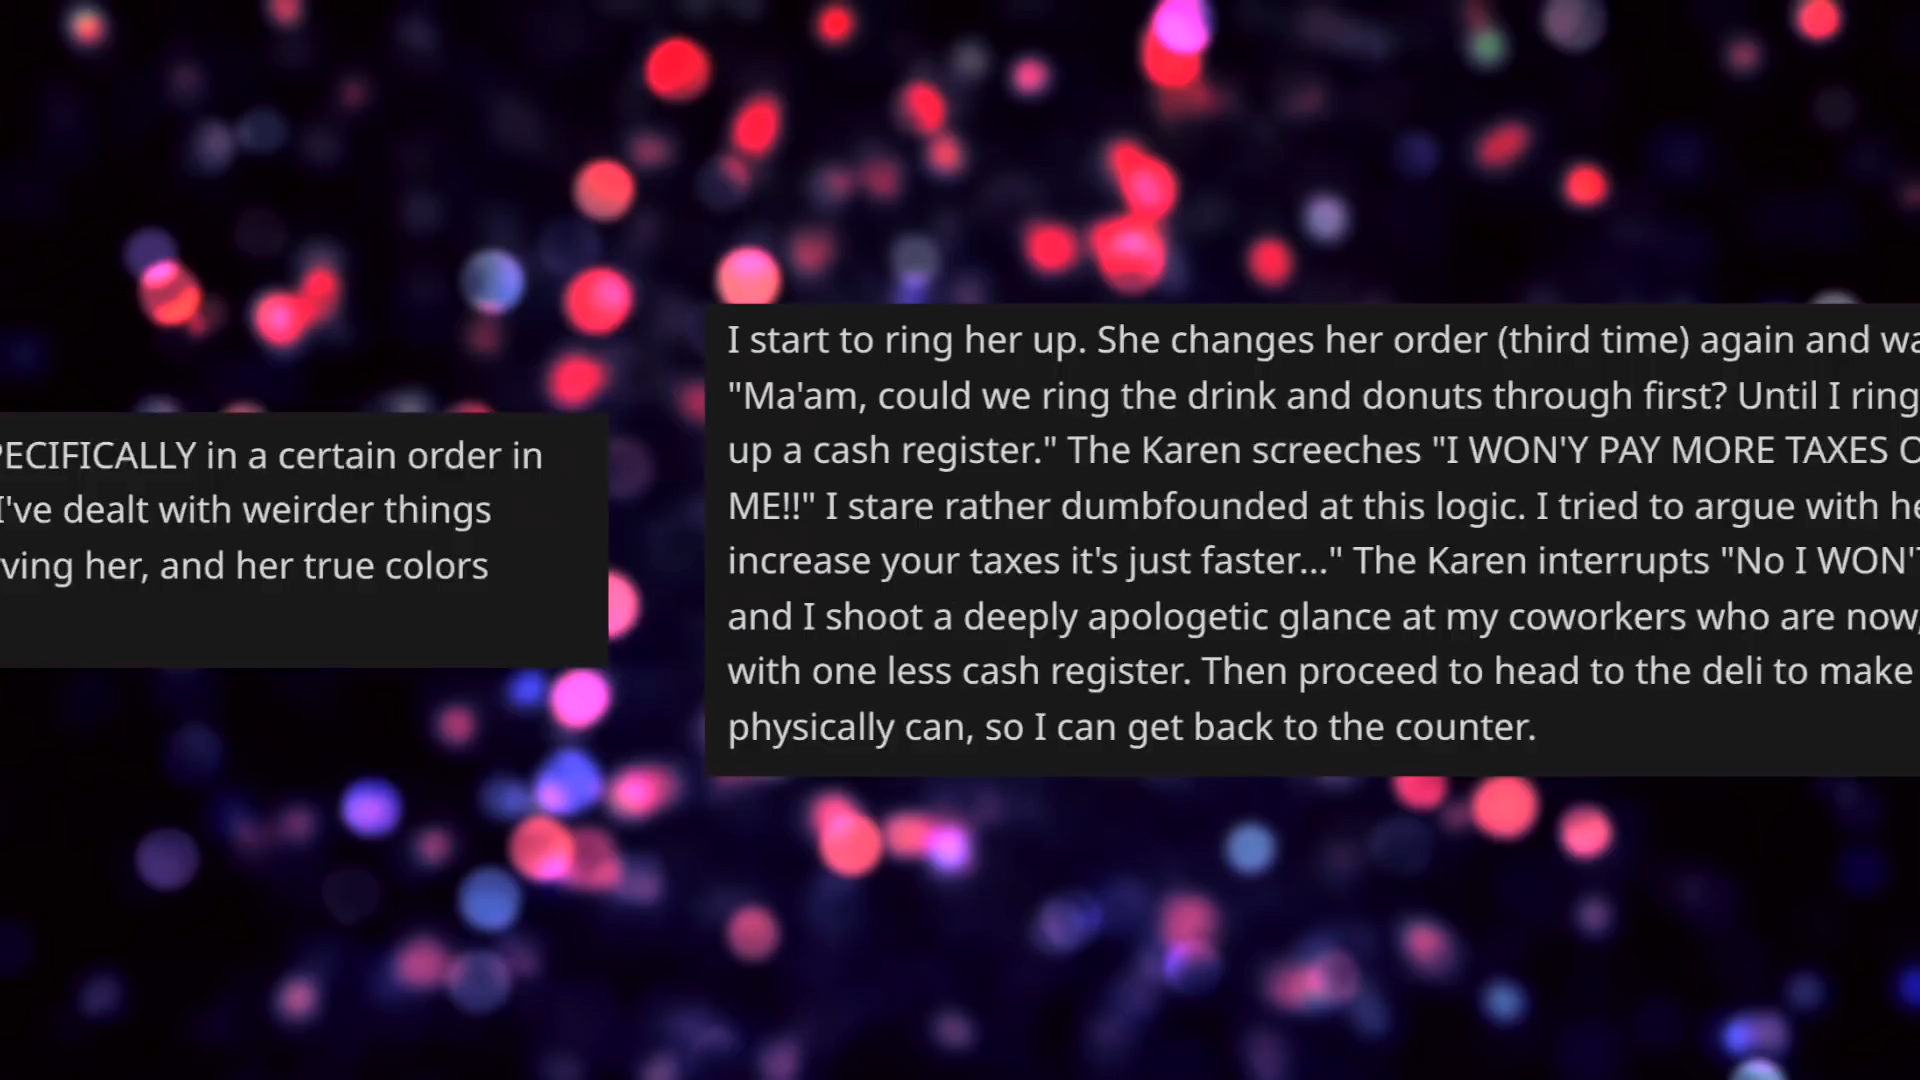 PECIFICALLY in a certain order in
I've dealt with weirder things
ving her, and her true colors
I start to ring her up. She changes her order (third time) again and wa
"Ma'am, could we ring the drink and donuts through first? Until I ring
up a cash register." The Karen screeches "I WON'Y PAY MORE TAXES O
ME!!" I stare rather dumbfounded at this logic. I tried to argue with he
increase your taxes it's just faster..." The Karen interrupts "No I WON'T
and I shoot a deeply apologetic glance at my coworkers who are now,
with one less cash register. Then proceed to head to the deli to make
physically can, so I can get back to the counter.